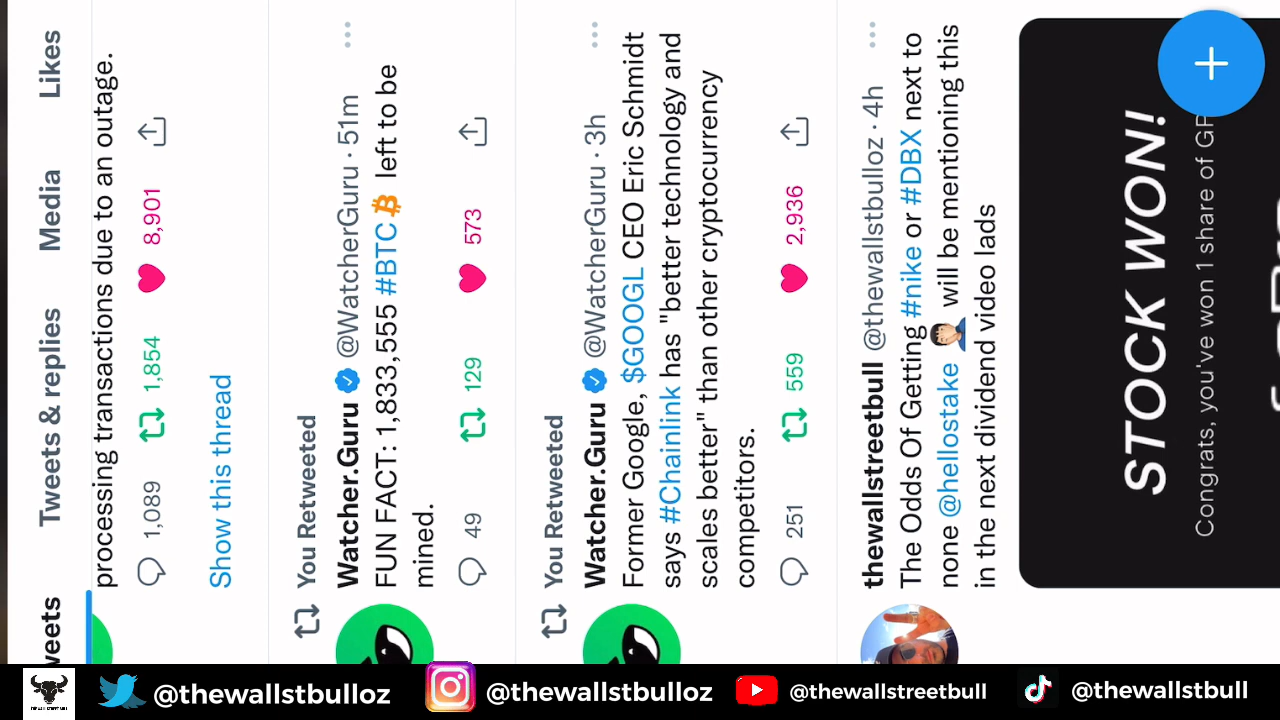 weets Tweets & replies Media Likes
processing transactions due to an outage.
1,089 1,854 8,901
Show this thread
You Retweeted
Watcher.Guru @WatcherGuru · 51m
FUN FACT: 1,833,555 #BTC left to be
mined.
49 129 573
You Retweeted
Watcher.Guru @WatcherGuru · 3h
Former Google, $GOOGL CEO Eric Schmidt
says #Chainlink has "better technology and
scales better" than other cryptocurrency
competitors.
251 559 2,936
thewallstreetbull @thewallstbulloz · 4h
The Odds Of Getting #nike or #DBX next to
none @hellostake 🤦🏻‍♂️ will be mentioning this
in the next dividend video lads
STOCK WON!
Congrats, you've won 1 share of
@thewallstbulloz @thewallstbulloz @thewallstreetbull @thewallstbull